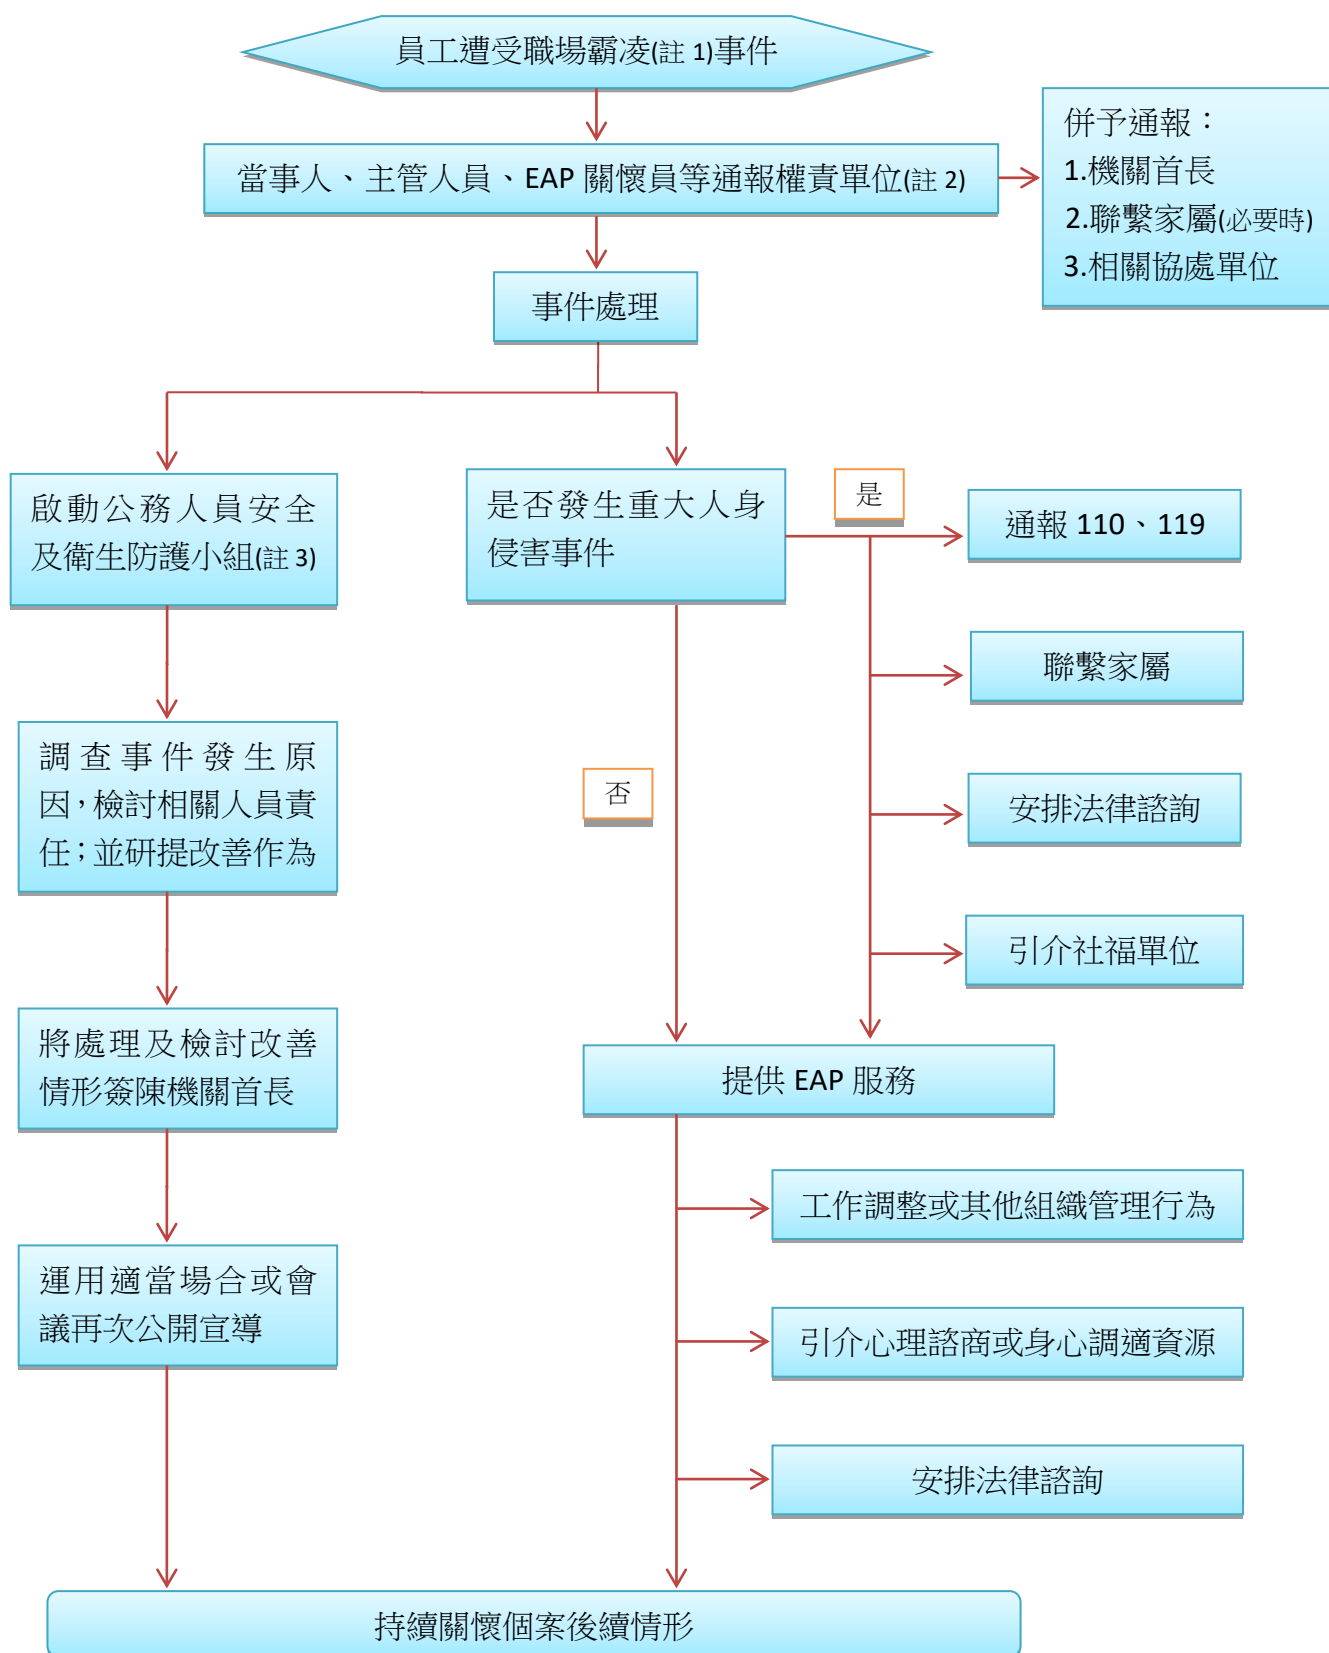 員工遭受職場霸凌(註 1)事件
當事人、主管人員、EAP 關懷員等通報權責單位(註 2)
併予通報：
1.機關首長
2.聯繫家屬(必要時)
3.相關協處單位
事件處理
啟動公務人員安全
及衛生防護小組(註 3)
是否發生重大人身
侵害事件
是
通報 110、119
聯繫家屬
調查事件發生原
因，檢討相關人員責
任；並研提改善作為
否
安排法律諮詢
引介社福單位
將處理及檢討改善
情形簽陳機關首長
提供 EAP 服務
工作調整或其他組織管理行為
運用適當場合或會
議再次公開宣導
引介心理諮商或身心調適資源
安排法律諮詢
持續關懷個案後續情形